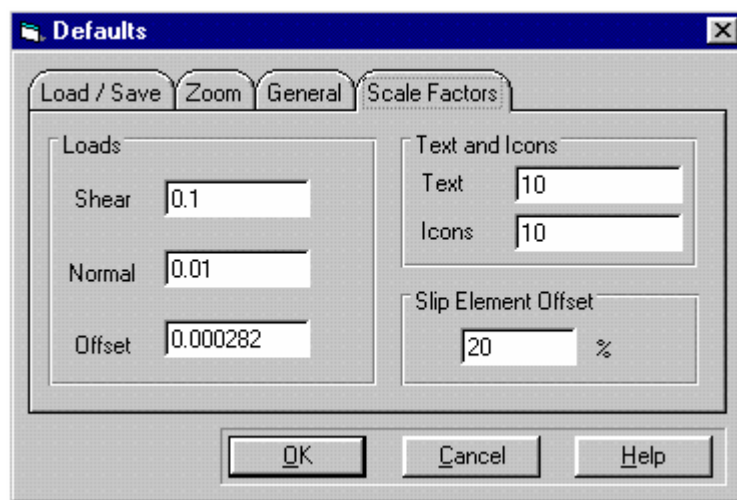 Defaults
Load / Save Zoom General Scale Factors
Loads
Shear 0.1
Normal 0.01
Offset 0.000282
Text and Icons
Text 10
Icons 10
Slip Element Offset
20 %
OK Cancel Help